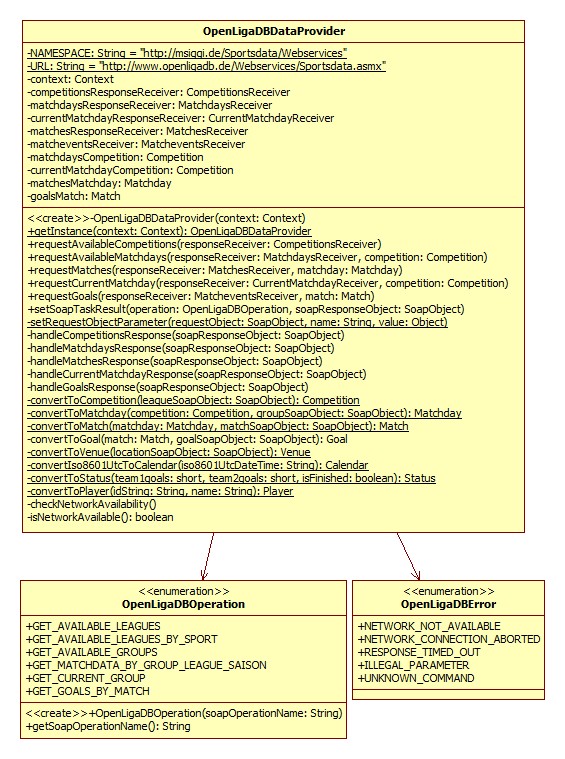 OpenLigaDBDataProvider
-NAMESPACE: String = "http://msiggi.de/Sportsdata/Webservices"
-URL: String = "http://www.openligadb.de/Webservices/Sportsdata.asmx"
-context: Context
-competitionsResponseReceiver: CompetitionsReceiver
-matchdaysResponseReceiver: MatchdaysReceiver
-currentMatchdayResponseReceiver: CurrentMatchdayReceiver
-matchesResponseReceiver: MatchesReceiver
-matcheventsReceiver: MatcheventsReceiver
-matchdaysCompetition: Competition
-currentMatchdayCompetition: Competition
-matchesMatchday: Matchday
-goalsMatch: Match
<<create>>-OpenLigaDBDataProvider(context: Context)
+getInstance(context: Context): OpenLigaDBDataProvider
+requestAvailableCompetitions(responseReceiver: CompetitionsReceiver)
+requestAvailableMatchdays(responseReceiver: MatchdaysReceiver, competition: Competition)
+requestMatches(responseReceiver: MatchesReceiver, matchday: Matchday)
+requestCurrentMatchday(responseReceiver: CurrentMatchdayReceiver, competition: Competition)
+requestGoals(responseReceiver: MatcheventsReceiver, match: Match)
+setSoapTaskResult(operation: OpenLigaDBOperation, soapResponseObject: SoapObject)
-setRequestObjectParameter(requestObject: SoapObject, name: String, value: Object)
-handleCompetitionsResponse(soapResponseObject: SoapObject)
-handleMatchdaysResponse(soapResponseObject: SoapObject)
-handleMatchesResponse(soapResponseObject: SoapObject)
-handleCurrentMatchdayResponse(soapResponseObject: SoapObject)
-handleGoalsResponse(soapResponseObject: SoapObject)
-convertToCompetition(leagueSoapObject: SoapObject): Competition
-convertToMatchday(competition: Competition, groupSoapObject: SoapObject): Matchday
-convertToMatch(matchday: Matchday, matchSoapObject: SoapObject): Match
-convertToGoal(match: Match, goalSoapObject: SoapObject): Goal
-convertToVenue(locationSoapObject: SoapObject): Venue
-convertIso8601UtcToCalendar(iso8601UtcDateTime: String): Calendar
-convertToStatus(team1goals: short, team2goals: short, isFinished: boolean): Status
-convertToPlayer(idString: String, name: String): Player
-checkNetworkAvailability()
-isNetworkAvailable(): boolean
<<enumeration>>
OpenLigaDBOperation
+GET_AVAILABLE_LEAGUES
+GET_AVAILABLE_LEAGUES_BY_SPORT
+GET_AVAILABLE_GROUPS
+GET_MATCHDATA_BY_GROUP_LEAGUE_SAISON
+GET_CURRENT_GROUP
+GET_GOALS_BY_MATCH
<<create>>+OpenLigaDBOperation(soapOperationName: String)
+getSoapOperationName(): String
<<enumeration>>
OpenLigaDBError
+NETWORK_NOT_AVAILABLE
+NETWORK_CONNECTION_ABORTED
+RESPONSE_TIMED_OUT
+ILLEGAL_PARAMETER
+UNKNOWN_COMMAND